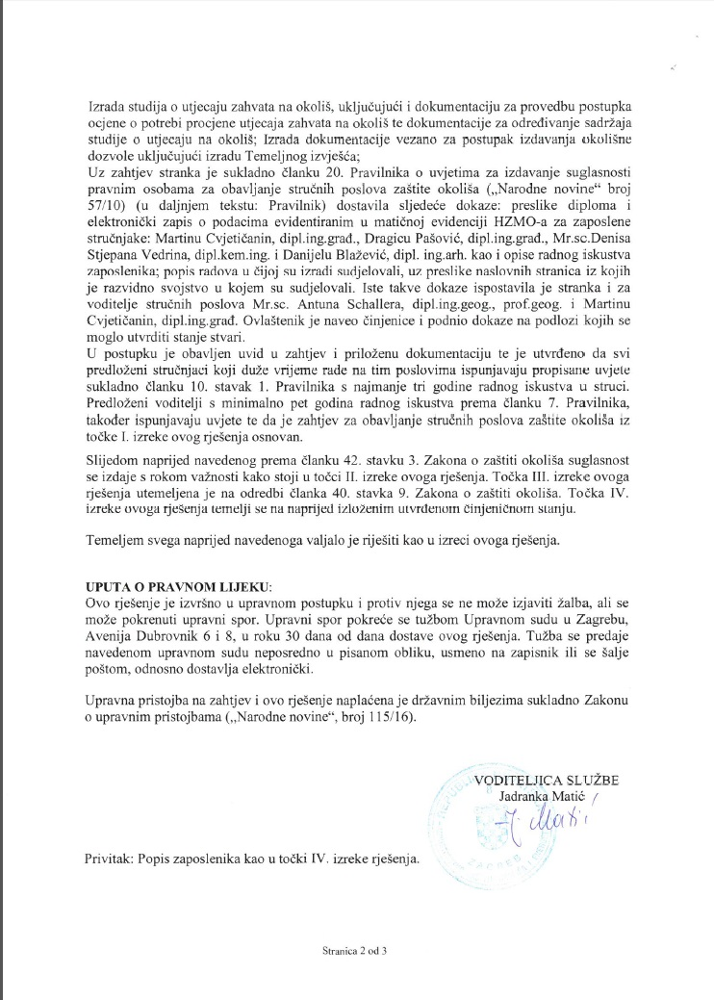 Izrada studija o utjecaju zahvata na okoliš, uključujući i dokumentaciju za provedbu postupka
ocjene o potrebi procjene utjecaja zahvata na okoliš te dokumentacije za određivanje sadržaja
studije o utjecaju na okoliš; Izrada dokumentacije vezano za postupak izdavanja okolišne
dozvole uključujući izradu Temeljnog izvješća;
Uz zahtjev stranka je sukladno članku 20. Pravilnika o uvjetima za izdavanje suglasnosti
pravnim osobama za obavljanje stručnih poslova zaštite okoliša („Narodne novine“ broj
57/10) (u daljnjem tekstu: Pravilnik) dostavila sljedeće dokaze: preslike diploma i
elektronički zapis o podacima evidentiranim u matičnoj evidenciji HZMO-a za zaposlene
stručnjake: Martinu Cvjetičanin, dipl.ing.građ., Dragicu Pašović, dipl.ing.građ., Mr.sc.Denisa
Stjepana Vedrina, dipl.kem.ing. i Danijelu Blažević, dipl. ing.arh. kao i opise radnog iskustva
zaposlenika; popis radova u čijoj su izradi sudjelovali, uz preslike naslovnih stranica iz kojih
je razvidno svojstvo u kojem su sudjelovali. Iste takve dokaze ispostavila je stranka i za
voditelje stručnih poslova Mr.sc. Antuna Schallera, dipl.ing.geog., prof.geog. i Martinu
Cvjetičanin, dipl.ing.građ. Ovlaštenik je naveo činjenice i podnio dokaze na podlozi kojih se
moglo utvrditi stanje stvari.
U postupku je obavljen uvid u zahtjev i priloženu dokumentaciju te je utvrđeno da svi
predloženi stručnjaci koji duže vrijeme rade na tim poslovima ispunjavaju propisane uvjete
sukladno članku 10. stavak 1. Pravilnika s najmanje tri godine radnog iskustva u struci.
Predloženi voditelji s minimalno pet godina radnog iskustva prema članku 7. Pravilnika,
također ispunjavaju uvjete te da je zahtjev za obavljanje stručnih poslova zaštite okoliša iz
točke I. izreke ovog rješenja osnovan.
Slijedom naprijed navedenog prema članku 42. stavku 3. Zakona o zaštiti okoliša suglasnost
se izdaje s rokom važnosti kako stoji u točci II. izreke ovoga rješenja. Točka III. izreke ovoga
rješenja utemeljena je na odredbi članka 40. stavka 9. Zakona o zaštiti okoliša. Točka IV.
izreke ovoga rješenja temelji se na naprijed izloženim utvrđenom činjeničnom stanju.
Temeljem svega naprijed navedenoga valjalo je riješiti kao u izreci ovoga rješenja.
UPUTA O PRAVNOM LIJEKU:
Ovo rješenje je izvršno u upravnom postupku i protiv njega se ne može izjaviti žalba, ali se
može pokrenuti upravni spor. Upravni spor pokreće se tužbom Upravnom sudu u Zagrebu,
Avenija Dubrovnik 6 i 8, u roku 30 dana od dana dostave ovog rješenja. Tužba se predaje
navedenom upravnom sudu neposredno u pisanom obliku, usmeno na zapisnik ili se šalje
poštom, odnosno dostavlja elektronički.
Upravna pristojba na zahtjev i ovo rješenje naplaćena je državnim biljezima sukladno Zakonu
o upravnim pristojbama („Narodne novine“, broj 115/16).
VODITELJICA SLUŽBE
Jadranka Matić
J. Matić
ZAGREB
Privitak: Popis zaposlenika kao u točki IV. izreke rješenja.
Stranica 2 od 3